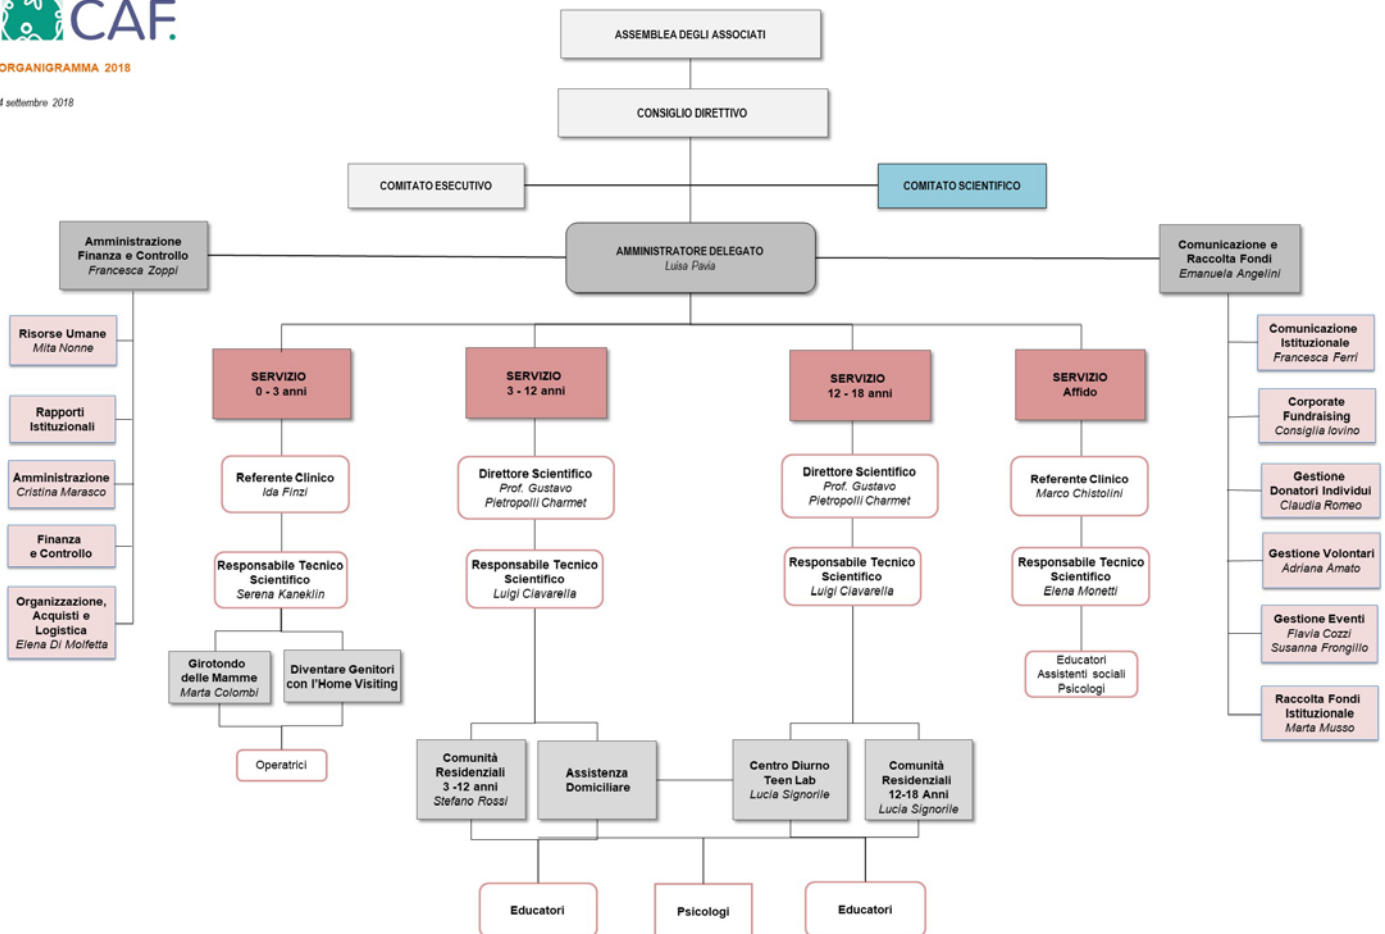 CAF.
ORGANIGRAMMA 2018
4 settembre 2018
ASSEMBLEA DEGLI ASSOCIATI
CONSIGLIO DIRETTIVO
COMITATO ESECUTIVO
COMITATO SCIENTIFICO
Amministrazione
Finanza e Controllo
Francesca Zoppi
AMMINISTRATORE DELEGATO
Luisa Pavia
Comunicazione e
Raccolta Fondi
Emanuela Angelini
Risorse Umane
Mita Nonne
Rapporti
Istituzionali
Amministrazione
Cristina Marasco
Finanza
e Controllo
Organizzazione,
Acquisti e
Logistica
Elena Di Molfetta
SERVIZIO
0 - 3 anni
Referente Clinico
Ida Finzi
Responsabile Tecnico
Scientifico
Serena Kaneklin
Girotondo
delle Mamme
Marta Colombi
Diventare Genitori
con l'Home Visiting
Operatrici
SERVIZIO
3 - 12 anni
Direttore Scientifico
Prof. Gustavo
Pietropolli Charmet
Responsabile Tecnico
Scientifico
Luigi Ciavarella
Comunità
Residenziali
3 -12 anni
Stefano Rossi
Assistenza
Domiciliare
SERVIZIO
12 - 18 anni
Direttore Scientifico
Prof. Gustavo
Pietropolli Charmet
Responsabile Tecnico
Scientifico
Luigi Ciavarella
Centro Diurno
Teen Lab
Lucia Signorile
Comunità
Residenziali
12-18 Anni
Lucia Signorile
Educatori
Psicologi
Educatori
SERVIZIO
Affido
Referente Clinico
Marco Chistolini
Responsabile Tecnico
Scientifico
Elena Monetti
Educatori
Assistenti sociali
Psicologi
Comunicazione
Istituzionale
Francesca Ferri
Corporate
Fundraising
Consiglia Iovino
Gestione
Donatori Individui
Claudia Romeo
Gestione Volontari
Adriana Amato
Gestione Eventi
Flavia Cozzi
Susanna Frongillo
Raccolta Fondi
Istituzionale
Marta Musso